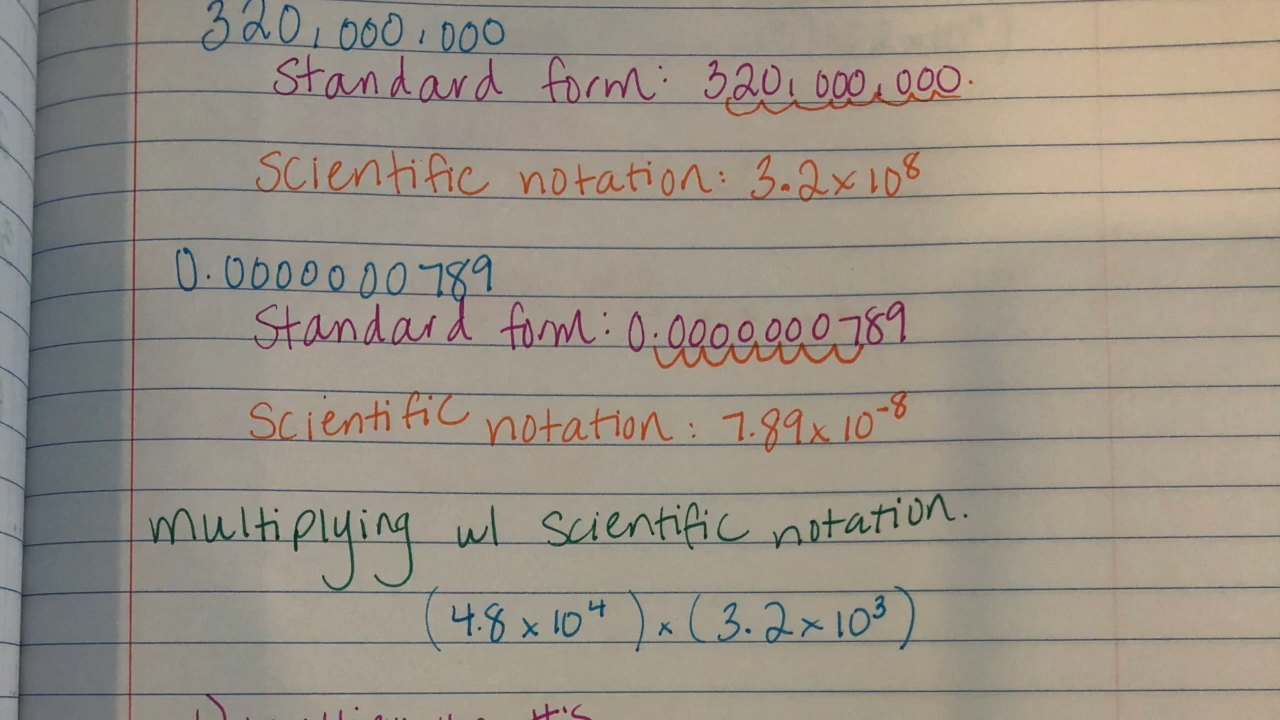 320,000,000
Standard form: 320,000,000.
Scientific notation: 3.2 x 10⁸
0.0000000789
Standard form: 0.0000000789
Scientific notation: 7.89 x 10⁻⁸
multiplying w/ scientific notation.
(4.8 x 10⁴) x (3.2 x 10³)
1)